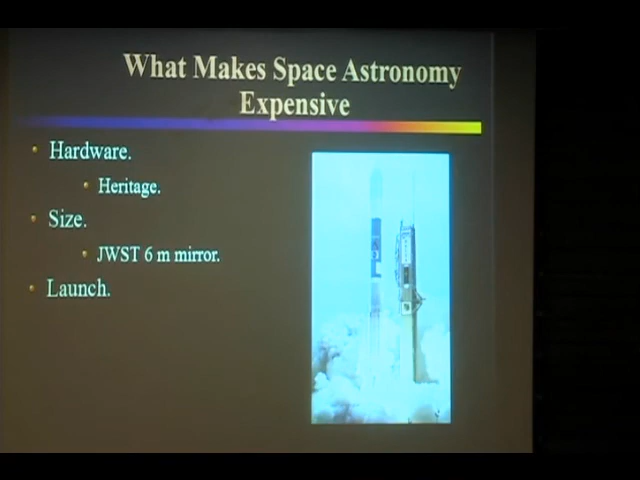 What Makes Space Astronomy
Expensive
Hardware.
Heritage.
Size.
JWST 6 m mirror.
Launch.